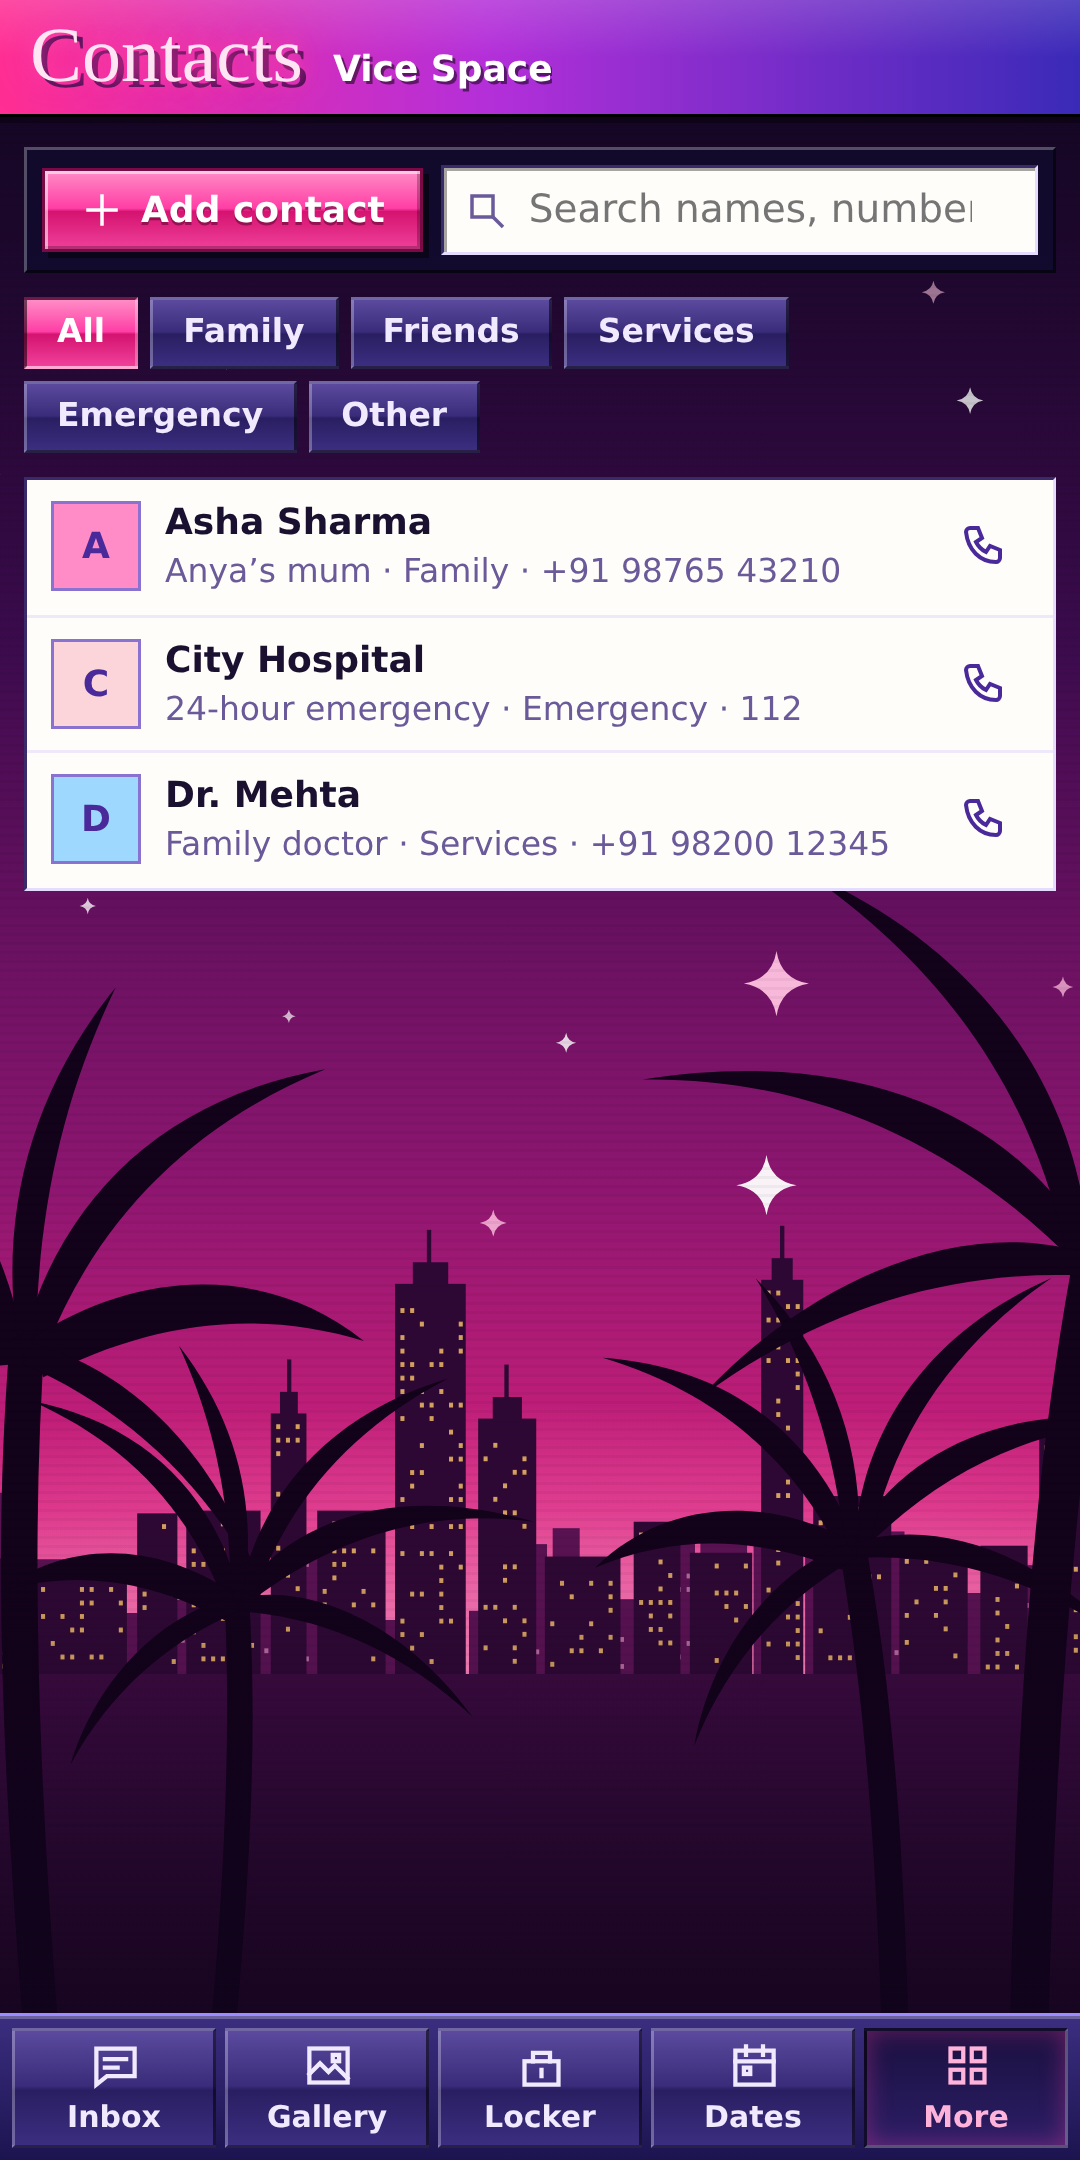 Contacts Vice Space
Add contact
Search names, number
All Family Friends Services
Emergency Other
A
Asha Sharma
Anya’s mum · Family · +91 98765 43210
C
City Hospital
24-hour emergency · Emergency · 112
D
Dr. Mehta
Family doctor · Services · +91 98200 12345
Inbox Gallery Locker Dates More